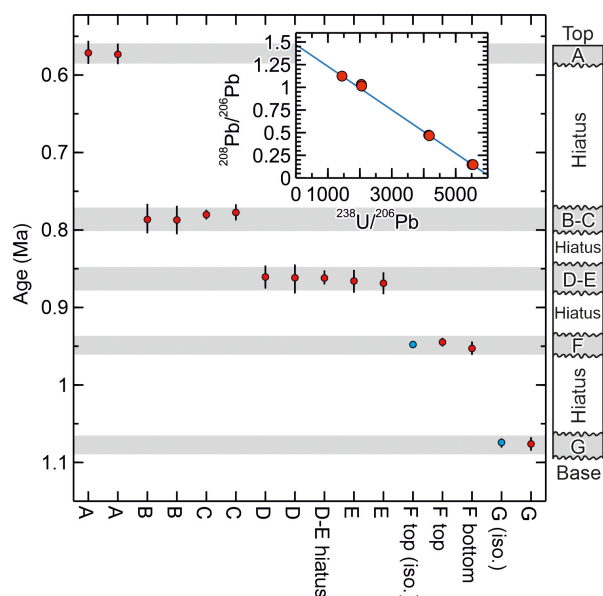 Age (Ma)
0.6
0.7
0.8
0.9
1
1.1
208Pb/206Pb
1.5
1.25
1
0.75
0.5
0.25
0
0 1000 3000 5000
238U/206Pb
Top
A
Hiatus
B-C
Hiatus
D-E
Hiatus
F
Hiatus
G
Base
A
A
B
B
C
C
D
D
D-E hiatus
E
E
F top (iso.)
F top
F bottom
G (iso.)
G